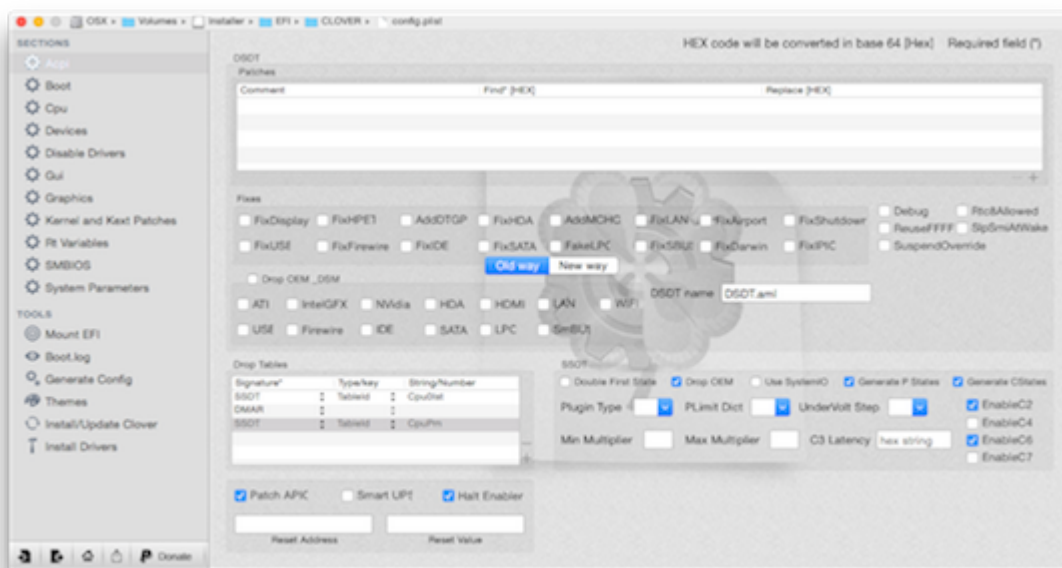 OSX ▸ Volumes ▸ Installer ▸ EFI ▸ CLOVER ▸ config.plist
SECTIONS
Acpi
Boot
Cpu
Devices
Disable Drivers
Gui
Graphics
Kernel and Kext Patches
Rt Variables
SMBIOS
System Parameters
TOOLS
Mount EFI
Boot.log
Generate Config
Themes
Install/Update Clover
Install Drivers
Donate
HEX code will be converted in base 64 [Hex] Required field (*)
DSDT
Patches
Comment Find* [HEX] Replace [HEX]
Fixes
FixDisplay FixHPET AddDTGP FixHDA AddMCHC FixLAN FixAirport FixShutdown Debug Rtc8Allowed
ReuseFFFF SlpSmiAtWake
FixUSB FixFirewire FixIDE FixSATA FakeLPC FixSBUS FixDarwin FixIPIC SuspendOverride
Old way New way
Drop OEM _DSM
DSDT name DSDT.aml
ATI IntelGFX NVidia HDA HDMI LAN WIFI
USB Firewire IDE SATA LPC SmBUS
Drop Tables
Signature* Type/key String/Number
SSDT TableId Cpu0Ist
DMAR
SSDT TableId CpuPm
SSDT
Double First State Drop OEM Use SystemIO Generate P States Generate CStates
Plugin Type PLimit Dict UnderVolt Step EnableC2
EnableC4
Min Multiplier Max Multiplier C3 Latency hex string EnableC6
EnableC7
Patch APIC Smart UPS Halt Enabler
Reset Address Reset Value